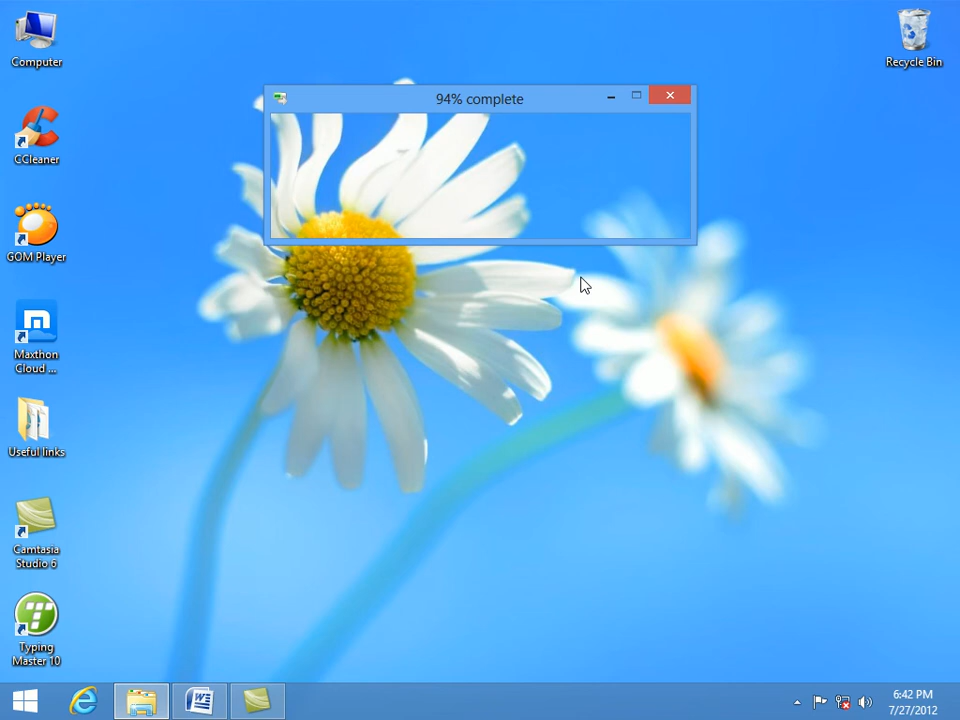 Computer
Recycle Bin
94% complete
CCleaner
GOM Player
Maxthon
Cloud ...
Useful links
Camtasia
Studio 6
Typing
Master 10
6:42 PM
7/27/2012